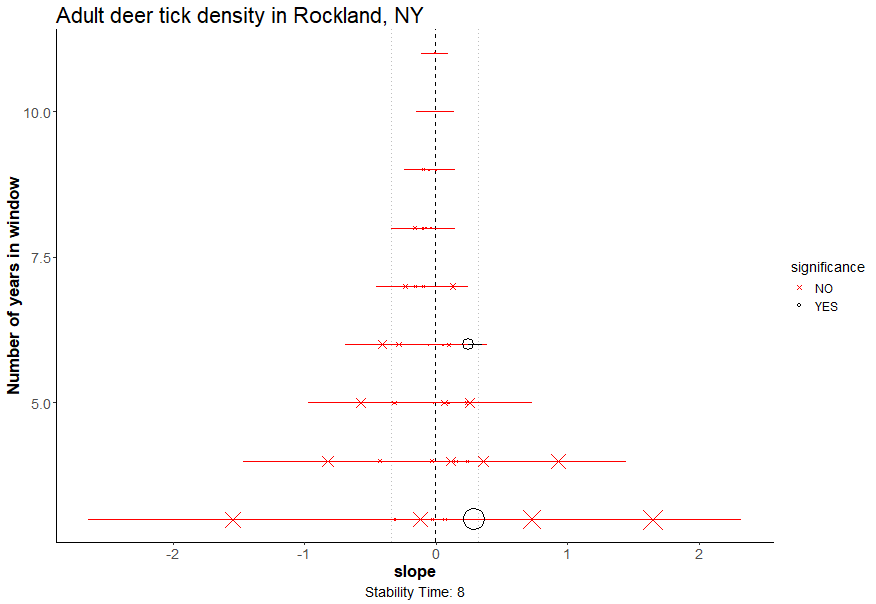 Adult deer tick density in Rockland, NY
Number of years in window
10.0
7.5
5.0
-2
-1
0
1
2
slope
Stability Time: 8
significance
NO
YES